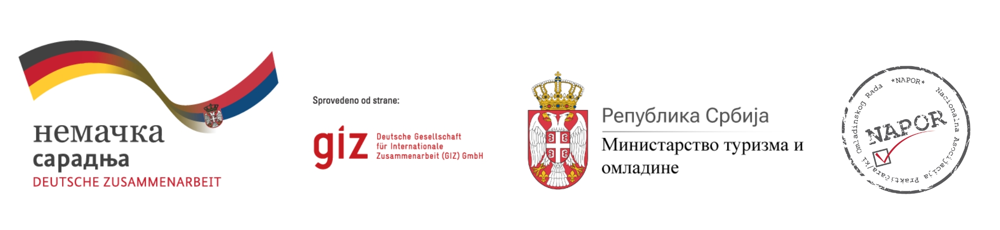 немачка
сарадња
DEUTSCHE ZUSAMMENARBEIT
Sprovedeno od strane:
giz
Deutsche Gesellschaft
für Internationale
Zusammenarbeit (GIZ) GmbH
Република Србија
Министарство туризма и
омладине
*NAPOR* Nacionalna Asocijacija Praktičara/ki Omladinskog Rada
NAPOR